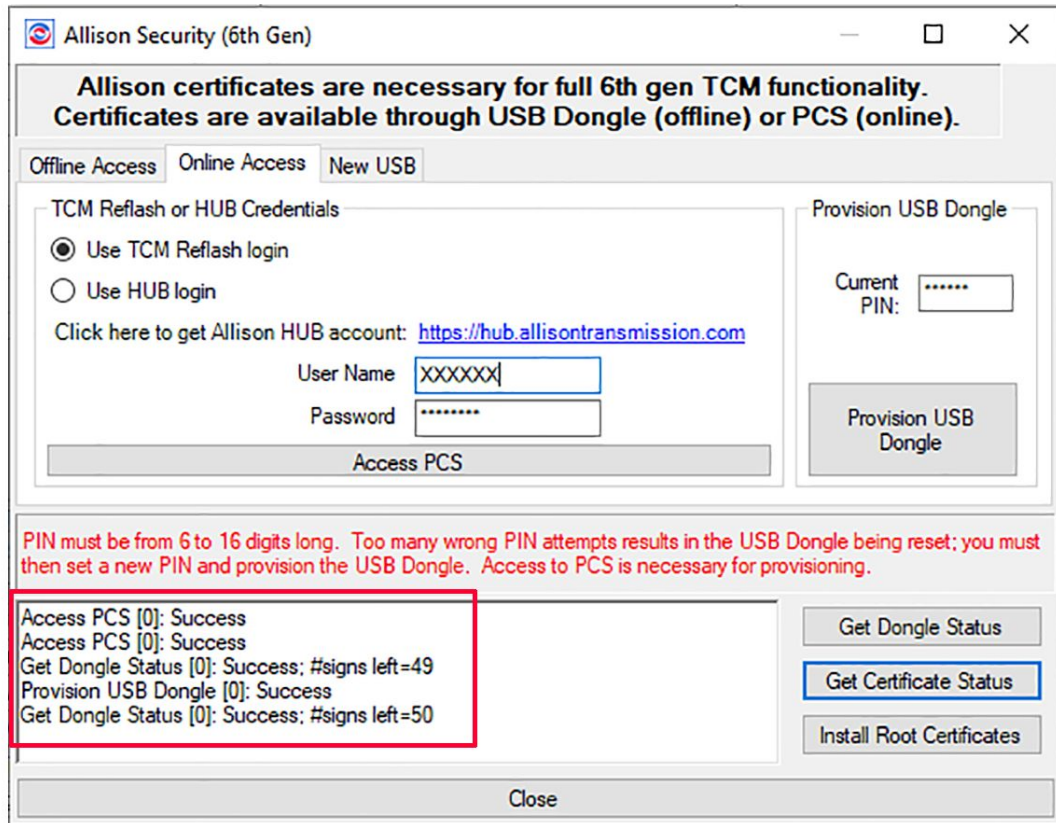 Allison Security (6th Gen)
Allison certificates are necessary for full 6th gen TCM functionality.
Certificates are available through USB Dongle (offline) or PCS (online).
Offline Access Online Access New USB
TCM Reflash or HUB Credentials
Use TCM Reflash login
Use HUB login
Click here to get Allison HUB account: https://hub.allisontransmission.com
User Name XXXXXX
Password ********
Access PCS
Provision USB Dongle
Current
PIN: ******
Provision USB
Dongle
PIN must be from 6 to 16 digits long. Too many wrong PIN attempts results in the USB Dongle being reset; you must
then set a new PIN and provision the USB Dongle. Access to PCS is necessary for provisioning.
Access PCS [0]: Success
Access PCS [0]: Success
Get Dongle Status [0]: Success; #signs left=49
Provision USB Dongle [0]: Success
Get Dongle Status [0]: Success; #signs left=50
Get Dongle Status
Get Certificate Status
Install Root Certificates
Close